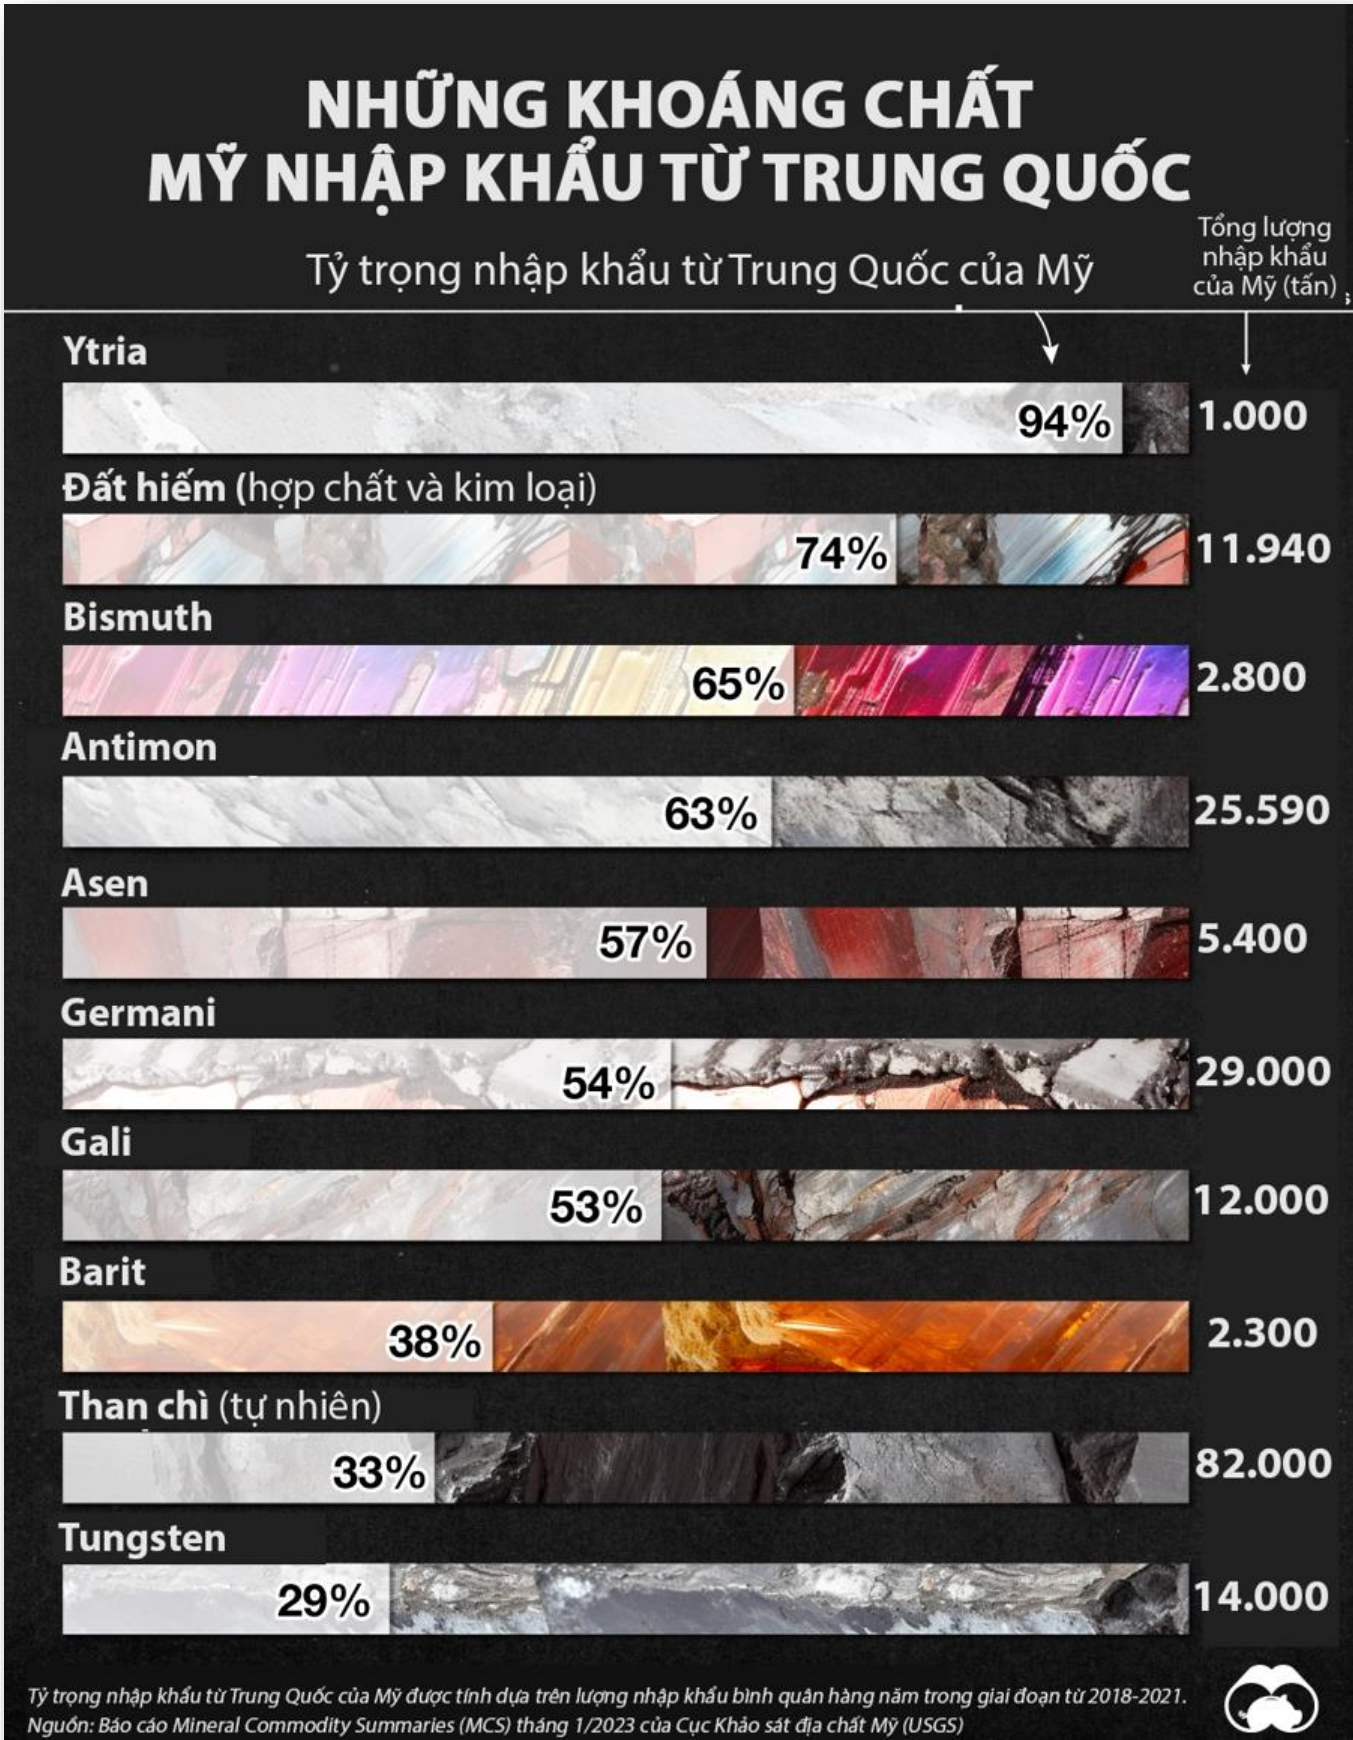 NHỮNG KHOÁNG CHẤT
MỸ NHẬP KHẨU TỪ TRUNG QUỐC
Tỷ trọng nhập khẩu từ Trung Quốc của Mỹ
Tổng lượng
nhập khẩu
của Mỹ (tấn)
Ytria
94%
1.000
Đất hiếm (hợp chất và kim loại)
74%
11.940
Bismuth
65%
2.800
Antimon
63%
25.590
Asen
57%
5.400
Germani
54%
29.000
Gali
53%
12.000
Barit
38%
2.300
Than chì (tự nhiên)
33%
82.000
Tungsten
29%
14.000
Tỷ trọng nhập khẩu từ Trung Quốc của Mỹ được tính dựa trên lượng nhập khẩu bình quân hàng năm trong giai đoạn từ 2018-2021.
Nguồn: Báo cáo Mineral Commodity Summaries (MCS) tháng 1/2023 của Cục Khảo sát địa chất Mỹ (USGS)